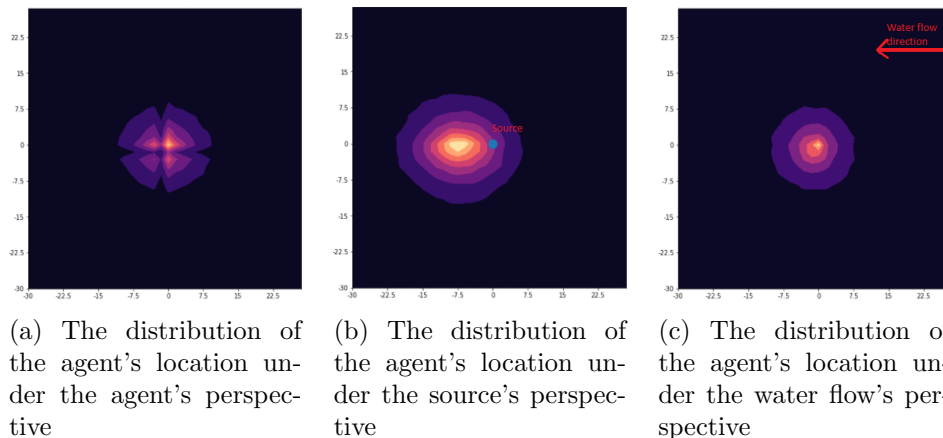 22.5
15
7.5
0
-7.5
-15
-22.5
-30
-30 -22.5 -15 -7.5 0 7.5 15 22.5
22.5
15
7.5
0
-7.5
-15
-22.5
-30
-30 -22.5 -15 -7.5 0 7.5 15 22.5
Source
22.5
15
7.5
0
-7.5
-15
-22.5
-30
-30 -22.5 -15 -7.5 0 7.5 15 22.5
Water flow
direction
(a) The distribution of
the agent's location un-
der the agent's perspec-
tive
(b) The distribution of
the agent's location un-
der the source's perspec-
tive
(c) The distribution o
the agent's location un
der the water flow's per
spective